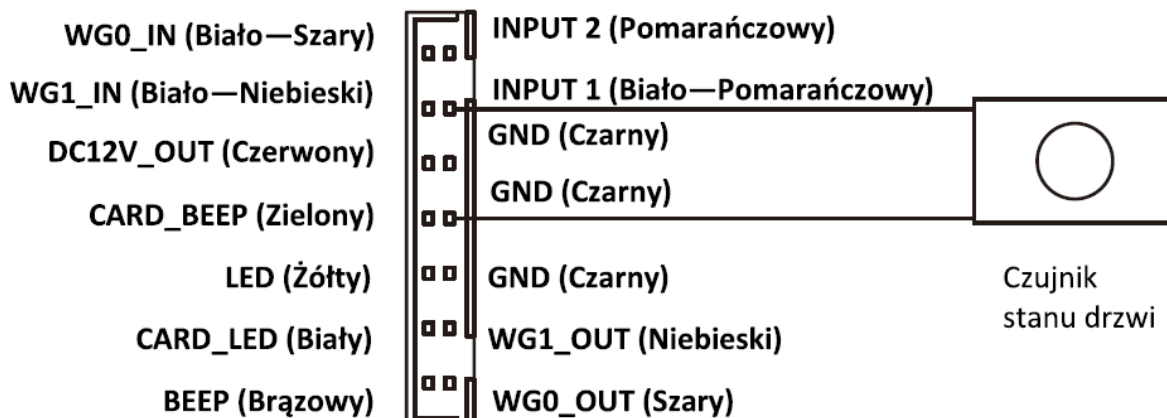 WG0_IN (Biało—Szary)
INPUT 2 (Pomarańczowy)
WG1_IN (Biało—Niebieski)
INPUT 1 (Biało—Pomarańczowy)
DC12V_OUT (Czerwony)
GND (Czarny)
CARD_BEEP (Zielony)
GND (Czarny)
LED (Żółty)
GND (Czarny)
CARD_LED (Biały)
WG1_OUT (Niebieski)
BEEP (Brązowy)
WG0_OUT (Szary)
Czujnik
stanu drzwi